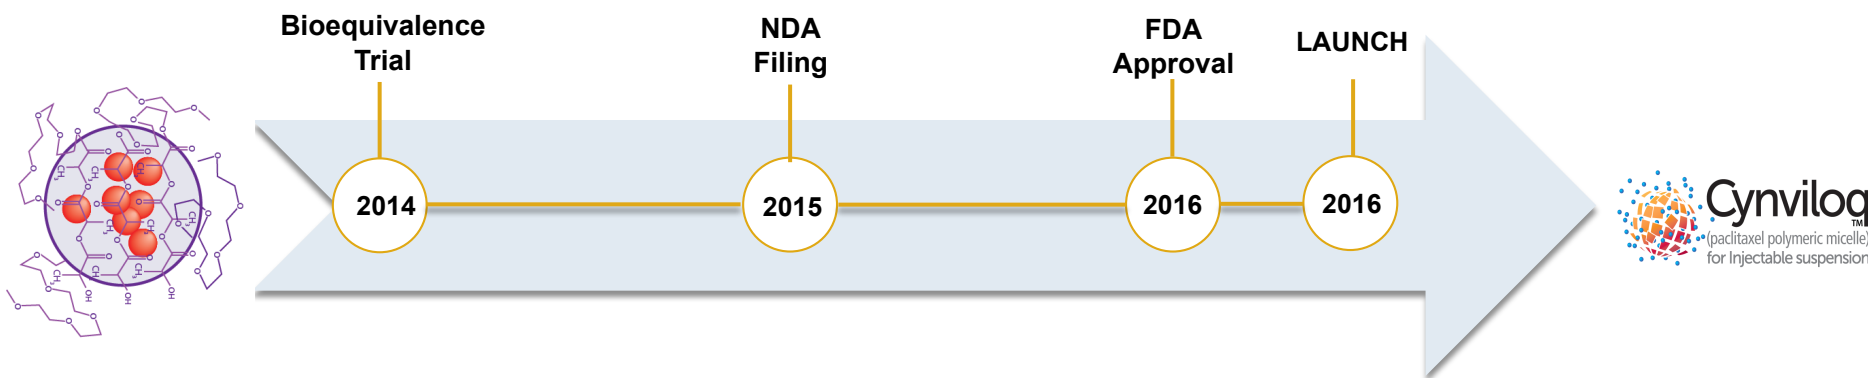 Bioequivalence
Trial
NDA
Filing
FDA
Approval
LAUNCH
2014
2015
2016
2016
Cynviloq
TM
(paclitaxel polymeric micelle)
for Injectable suspension